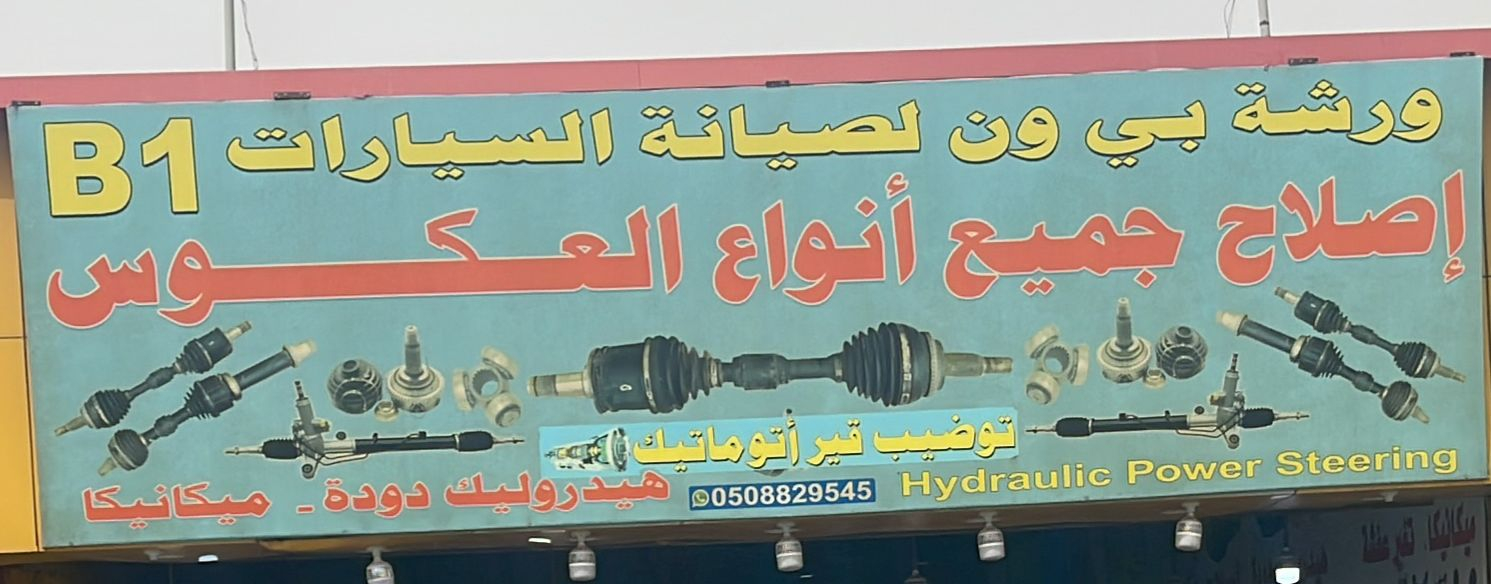 ورشة بي ون لصيانة السيارات B1
إصلاح جميع أنواع العكوس
توضيب قير أتوماتيك
هيدروليك دودة - ميكانيكا
0508829545
Hydraulic Power Steering
ميكانيكا